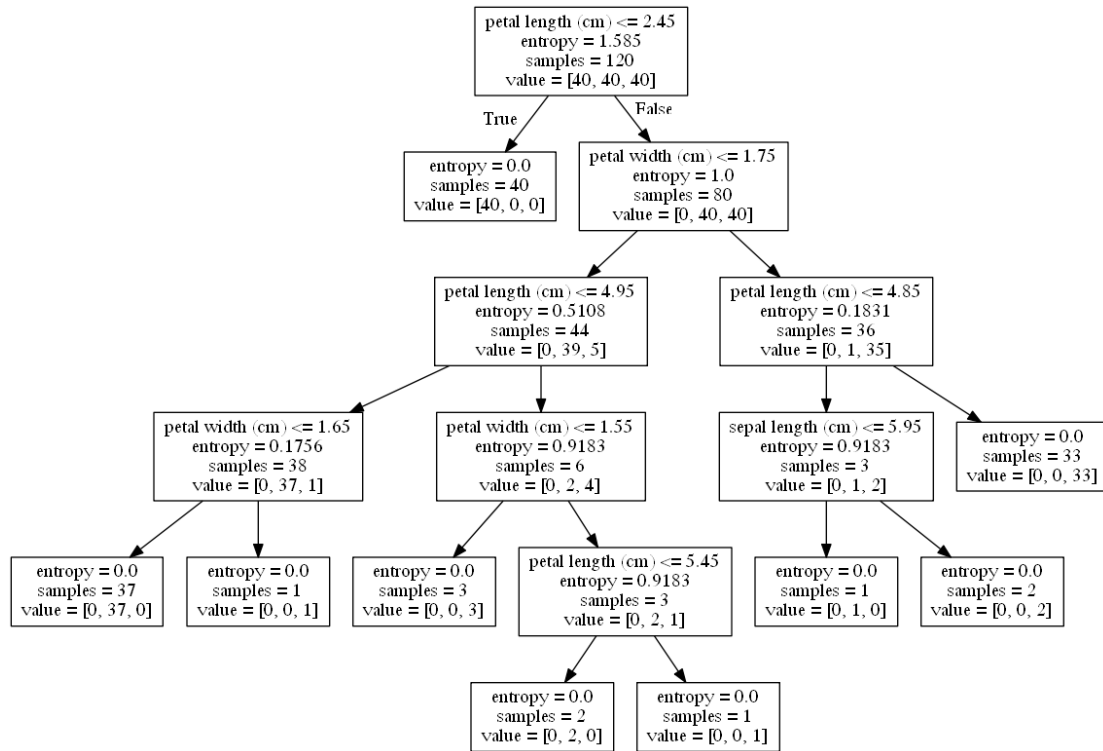 petal length (cm) <= 2.45
entropy = 1.585
samples = 120
value = [40, 40, 40]
True
False
entropy = 0.0
samples = 40
value = [40, 0, 0]
petal width (cm) <= 1.75
entropy = 1.0
samples = 80
value = [0, 40, 40]
petal length (cm) <= 4.95
entropy = 0.5108
samples = 44
value = [0, 39, 5]
petal length (cm) <= 4.85
entropy = 0.1831
samples = 36
value = [0, 1, 35]
petal width (cm) <= 1.65
entropy = 0.1756
samples = 38
value = [0, 37, 1]
petal width (cm) <= 1.55
entropy = 0.9183
samples = 6
value = [0, 2, 4]
sepal length (cm) <= 5.95
entropy = 0.9183
samples = 3
value = [0, 1, 2]
entropy = 0.0
samples = 33
value = [0, 0, 33]
entropy = 0.0
samples = 37
value = [0, 37, 0]
entropy = 0.0
samples = 1
value = [0, 0, 1]
entropy = 0.0
samples = 3
value = [0, 0, 3]
petal length (cm) <= 5.45
entropy = 0.9183
samples = 3
value = [0, 2, 1]
entropy = 0.0
samples = 1
value = [0, 1, 0]
entropy = 0.0
samples = 2
value = [0, 0, 2]
entropy = 0.0
samples = 2
value = [0, 2, 0]
entropy = 0.0
samples = 1
value = [0, 0, 1]